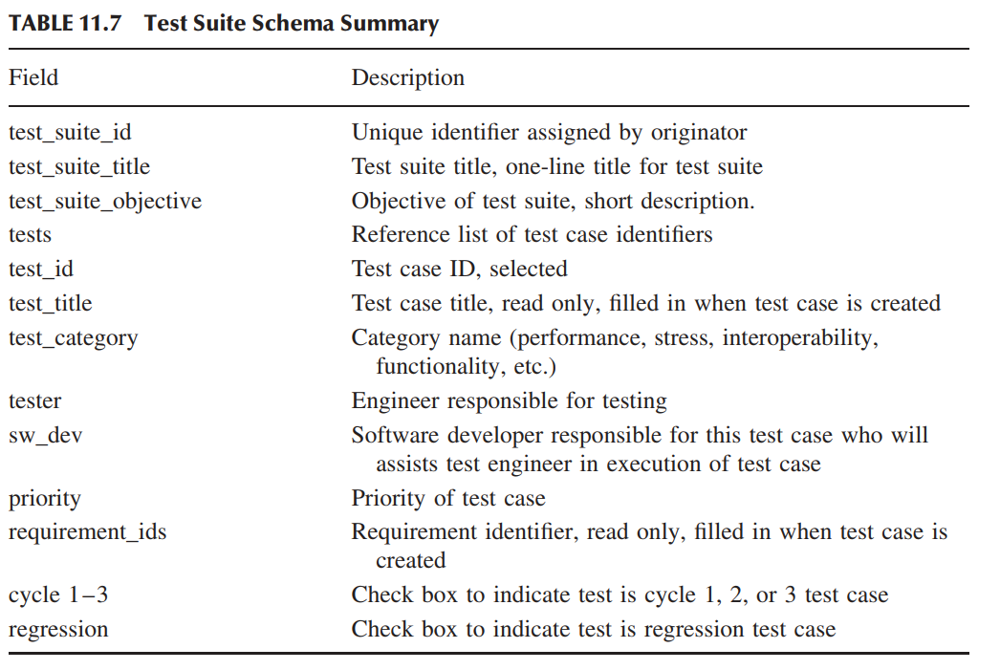 TABLE 11.7 Test Suite Schema Summary
Field Description
test_suite_id Unique identifier assigned by originator
test_suite_title Test suite title, one-line title for test suite
test_suite_objective Objective of test suite, short description.
tests Reference list of test case identifiers
test_id Test case ID, selected
test_title Test case title, read only, filled in when test case is created
test_category Category name (performance, stress, interoperability,
functionality, etc.)
tester Engineer responsible for testing
sw_dev Software developer responsible for this test case who will
assists test engineer in execution of test case
priority Priority of test case
requirement_ids Requirement identifier, read only, filled in when test case is
created
cycle 1–3 Check box to indicate test is cycle 1, 2, or 3 test case
regression Check box to indicate test is regression test case